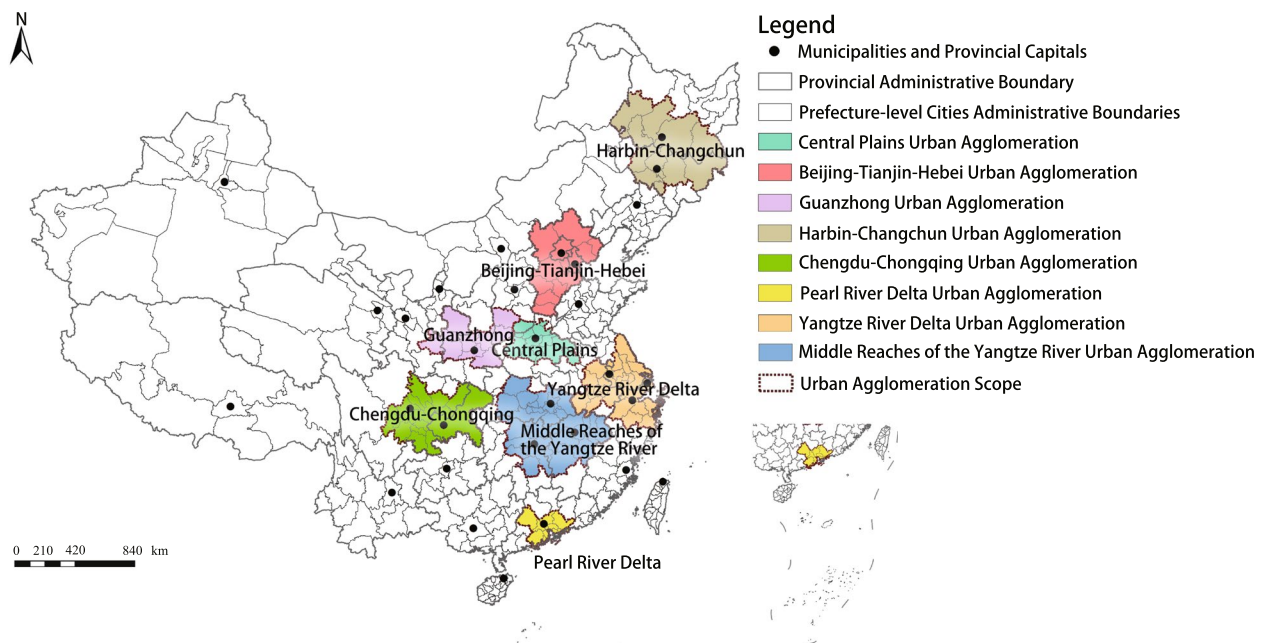 N
Legend
Municipalities and Provincial Capitals
Provincial Administrative Boundary
Prefecture-level Cities Administrative Boundaries
Central Plains Urban Agglomeration
Beijing-Tianjin-Hebei Urban Agglomeration
Guanzhong Urban Agglomeration
Harbin-Changchun Urban Agglomeration
Chengdu-Chongqing Urban Agglomeration
Pearl River Delta Urban Agglomeration
Yangtze River Delta Urban Agglomeration
Middle Reaches of the Yangtze River Urban Agglomeration
Urban Agglomeration Scope
Harbin-Changchun
Beijing-Tianjin-Hebei
Guanzhong
Central Plains
Yangtze River Delta
Chengdu-Chongqing
Middle Reaches of
the Yangtze River
Pearl River Delta
0 210 420 840 km